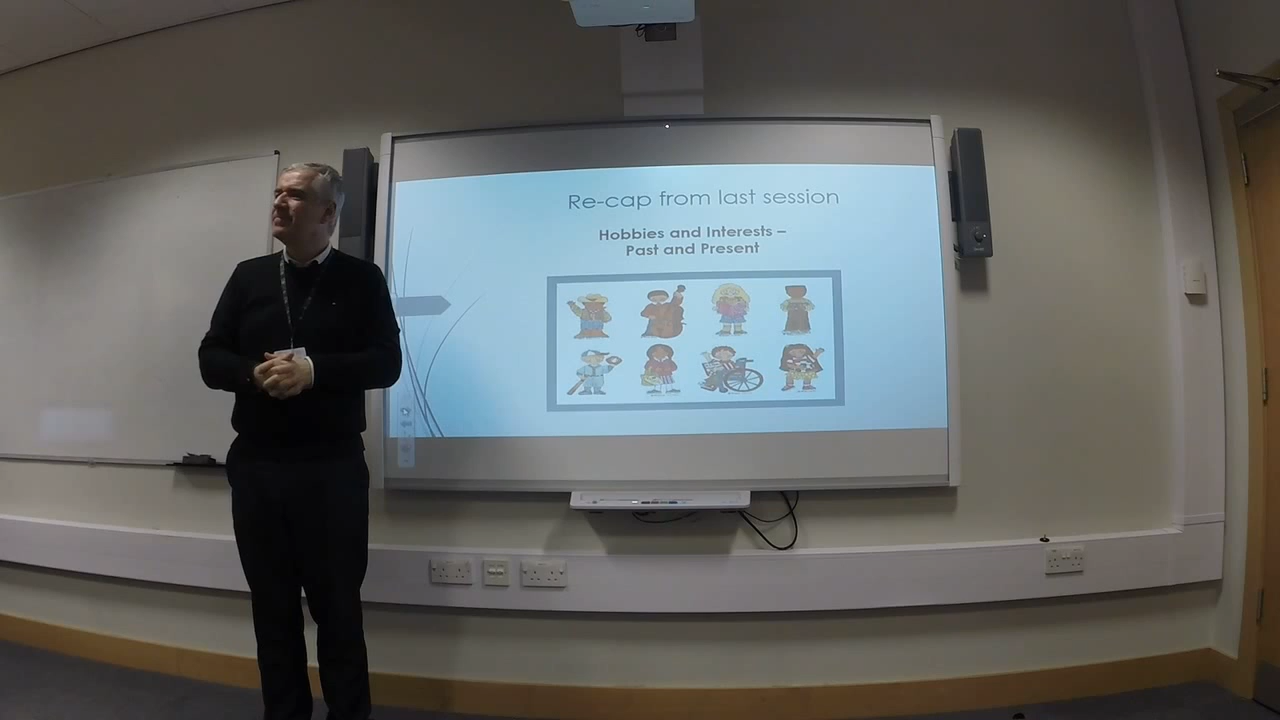 Re-cap from last session
Hobbies and Interests –
Past and Present